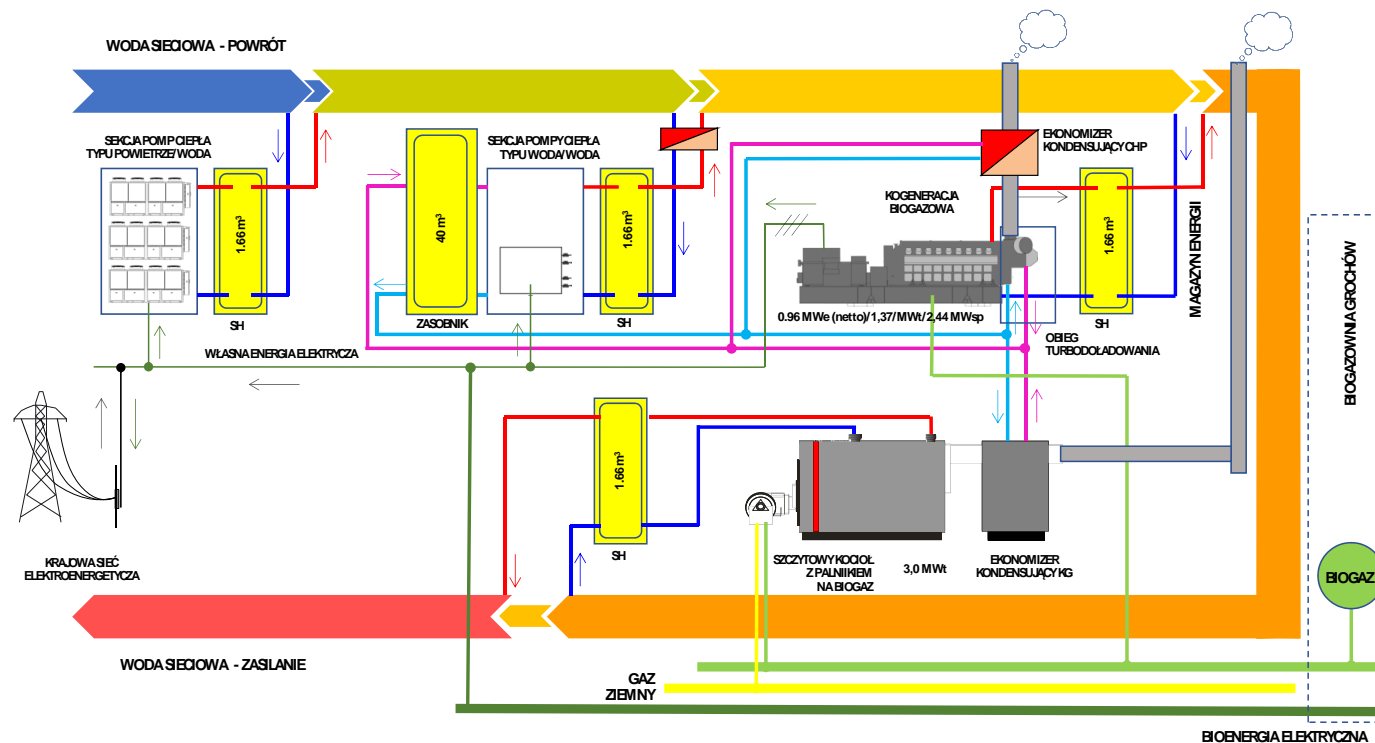 WODA SIECIOWA - POWRÓT
SEKCJA POMP CIEPŁA
TYPU POWIETRZE/WODA
1.66 m³
SH
40 m³
ZASOBNIK
SEKCJA POMPY CIEPŁA
TYPU WODA/WODA
1.66 m³
SH
EKONOMIZER
KONDENSUJĄCY CHP
KOGENERACJA
BIOGAZOWA
0.96 MWe (netto)/1,37/MWt/2,44 MWsp
1.66 m³
SH
MAGAZYN ENERGII
OBIEG
TURBODOŁADOWANIA
BIOGAZOWNIA GROCHÓW
WŁASNA ENERGIA ELEKTRYCZA
KRAJOWA SIEĆ
ELEKTROENERGETYCZA
1.66 m³
SH
SZCZYTOWY KOCIOŁ
Z PALNIKIEM
NA BIOGAZ
3,0 MWt
EKONOMIZER
KONDENSUJĄCY KG
BIOGAZ
WODA SIECIOWA - ZASILANIE
GAZ
ZIEMNY
BIOENERGIA ELEKTRYCZNA